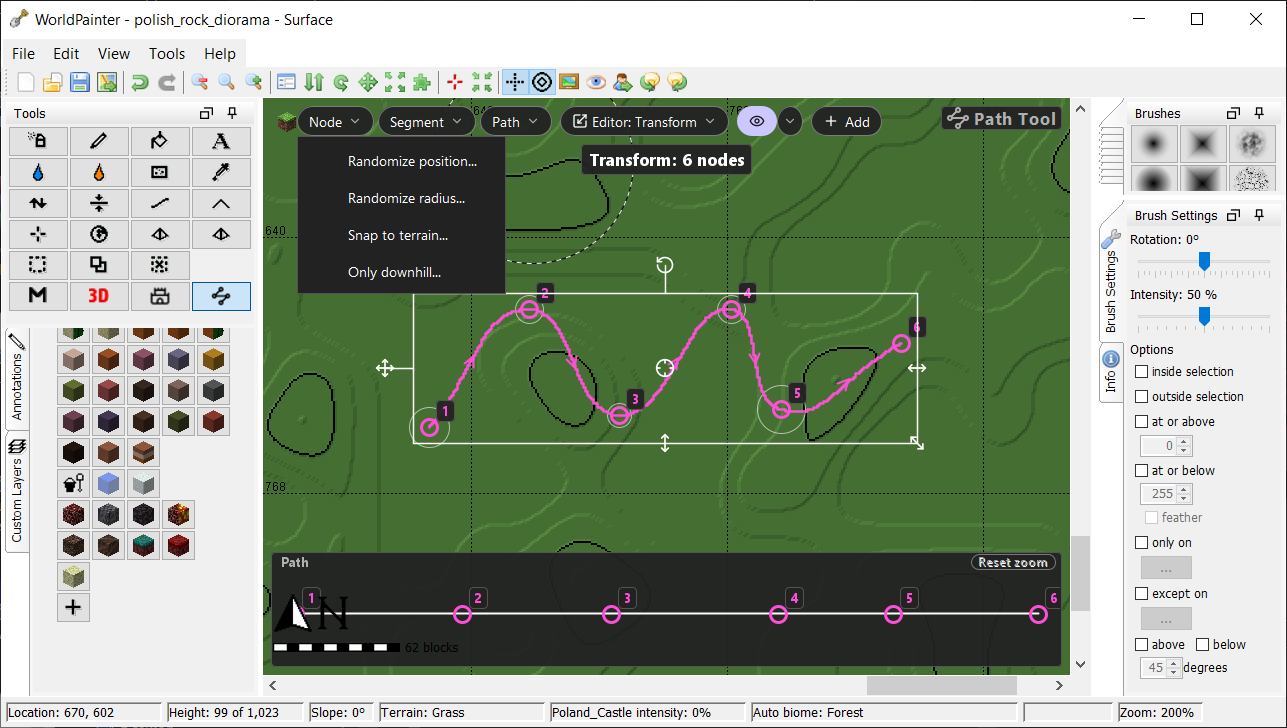 WorldPainter - polish_rock_diorama - Surface
File Edit View Tools Help
Tools
A
M
3D
Annotations
Custom Layers
640
768
640
768
Node
Segment
Path
Editor: Transform
Add
Path Tool
Randomize position...
Randomize radius...
Snap to terrain...
Only downhill...
Transform: 6 nodes
1
2
3
4
5
6
Path
Reset zoom
1
2
3
4
5
6
N
62 blocks
Brushes
Brush Settings
Brush Settings
Info
Rotation: 0°
Intensity: 50 %
Options
inside selection
outside selection
at or above
0
at or below
255
feather
only on
...
except on
...
above
below
45
degrees
Location: 670, 602
Height: 99 of 1,023
Slope: 0°
Terrain: Grass
Poland_Castle intensity: 0%
Auto biome: Forest
Zoom: 200%